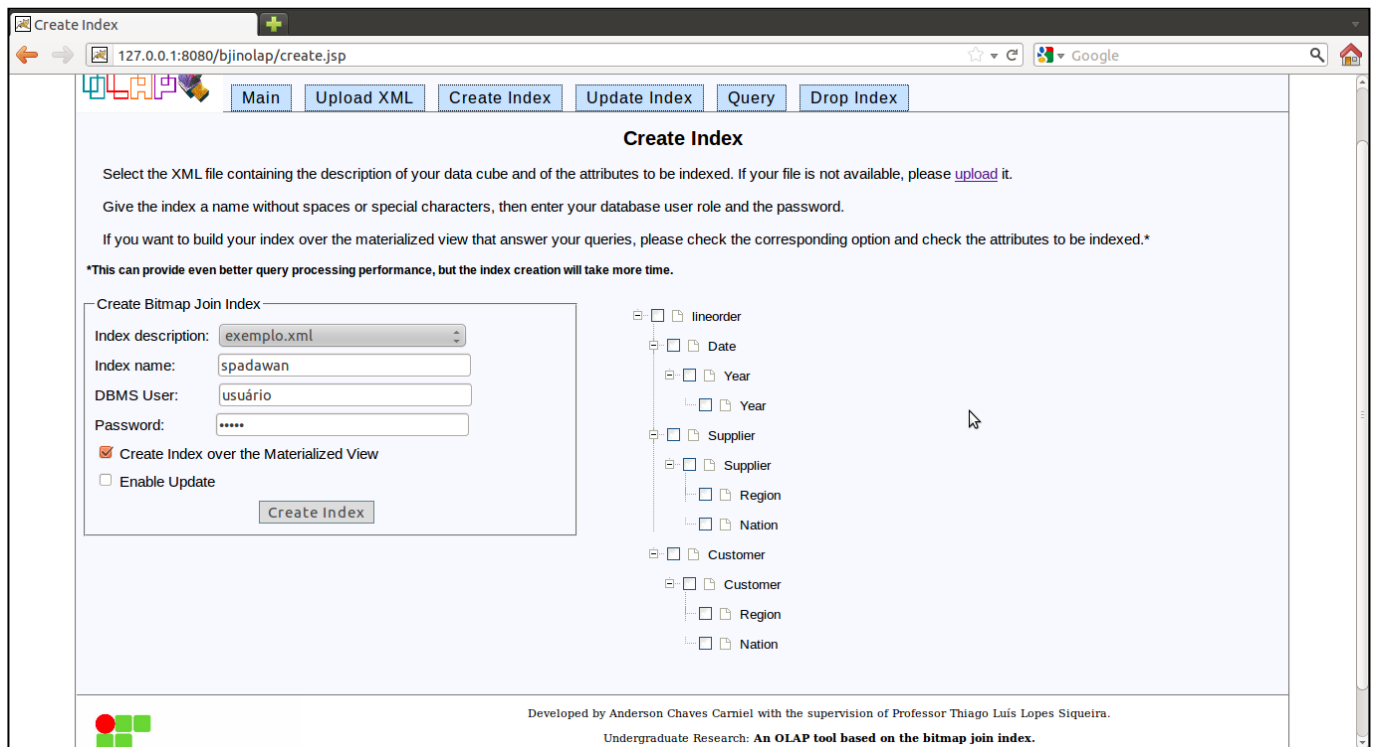 Create Index
127.0.0.1:8080/bjinolap/create.jsp
Google
OLAP
Main Upload XML Create Index Update Index Query Drop Index
Create Index
Select the XML file containing the description of your data cube and of the attributes to be indexed. If your file is not available, please upload it.
Give the index a name without spaces or special characters, then enter your database user role and the password.
If you want to build your index over the materialized view that answer your queries, please check the corresponding option and check the attributes to be indexed.*
*This can provide even better query processing performance, but the index creation will take more time.
Create Bitmap Join Index
Index description: exemplo.xml
Index name: spadawan
DBMS User: usuário
Password: •••••
Create Index over the Materialized View
Enable Update
Create Index
lineorder
Date
Year
Year
Supplier
Supplier
Region
Nation
Customer
Customer
Region
Nation
Developed by Anderson Chaves Carniel with the supervision of Professor Thiago Luís Lopes Siqueira.
Undergraduate Research: An OLAP tool based on the bitmap join index.